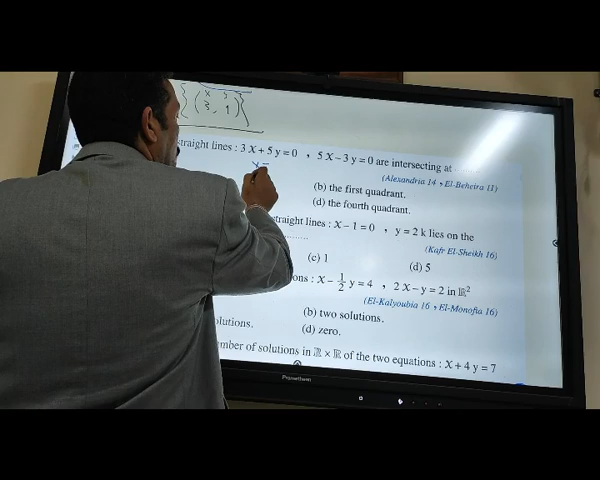 {(x, y
3, 1)}
straight lines : 3 X + 5 y = 0 , 5 X − 3 y = 0 are intersecting at
x =
(Alexandria 14 , El-Beheira 11)
(b) the first quadrant.
(d) the fourth quadrant.
straight lines : X − 1 = 0 , y = 2 k lies on the
(Kafr El-Sheikh 16)
(c) 1 (d) 5
ons : X − 1/2 y = 4 , 2 X − y = 2 in ℝ²
(El-Kalyoubia 16 , El-Monofia 16)
(b) two solutions.
olutions. (d) zero.
mber of solutions in ℝ × ℝ of the two equations : X + 4 y = 7
Promethean